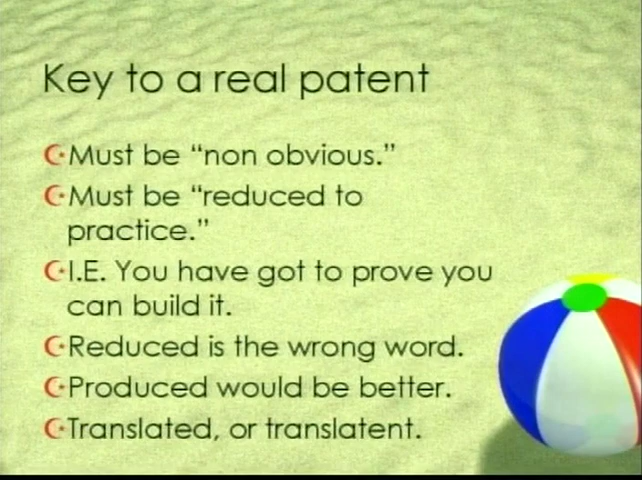 Key to a real patent
Must be “non obvious.”
Must be “reduced to
practice.”
I.E. You have got to prove you
can build it.
Reduced is the wrong word.
Produced would be better.
Translated, or translatent.